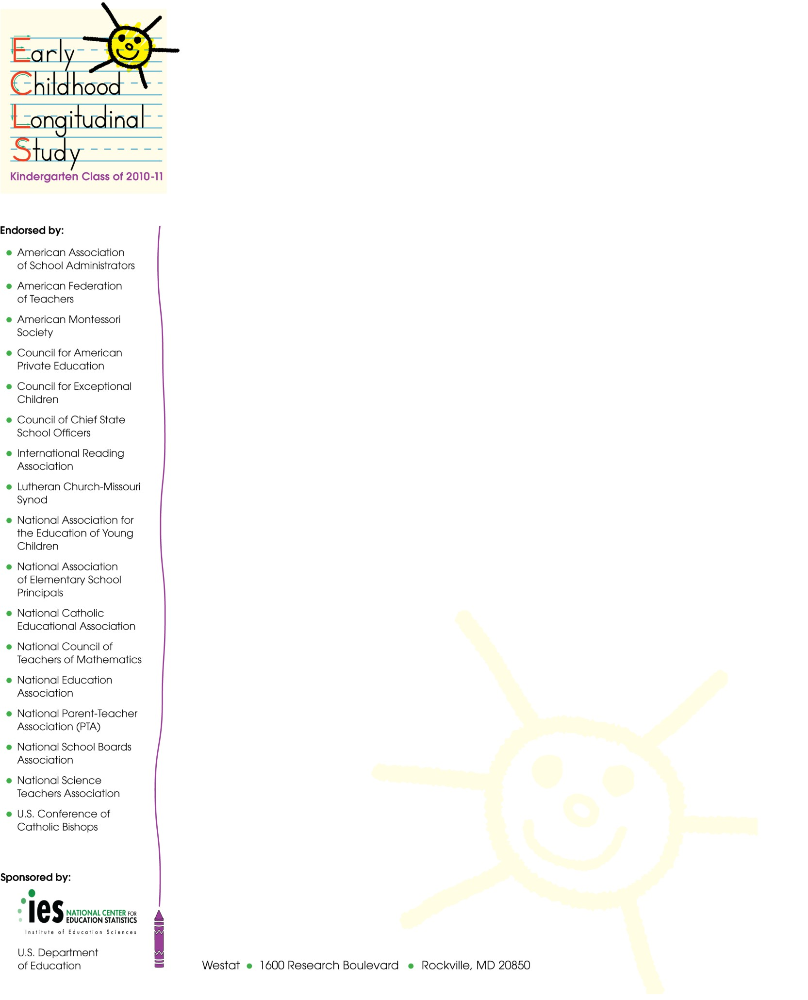 Early
Childhood
Longitudinal
Study
Kindergarten Class of 2010-11
Endorsed by:
American Association
of School Administrators
American Federation
of Teachers
American Montessori
Society
Council for American
Private Education
Council for Exceptional
Children
Council of Chief State
School Officers
International Reading
Association
Lutheran Church-Missouri
Synod
National Association for
the Education of Young
Children
National Association
of Elementary School
Principals
National Catholic
Educational Association
National Council of
Teachers of Mathematics
National Education
Association
National Parent-Teacher
Association (PTA)
National School Boards
Association
National Science
Teachers Association
U.S. Conference of
Catholic Bishops
Sponsored by:
ies NATIONAL CENTER FOR
EDUCATION STATISTICS
Institute of Education Sciences
U.S. Department
of Education
Westat • 1600 Research Boulevard • Rockville, MD 20850